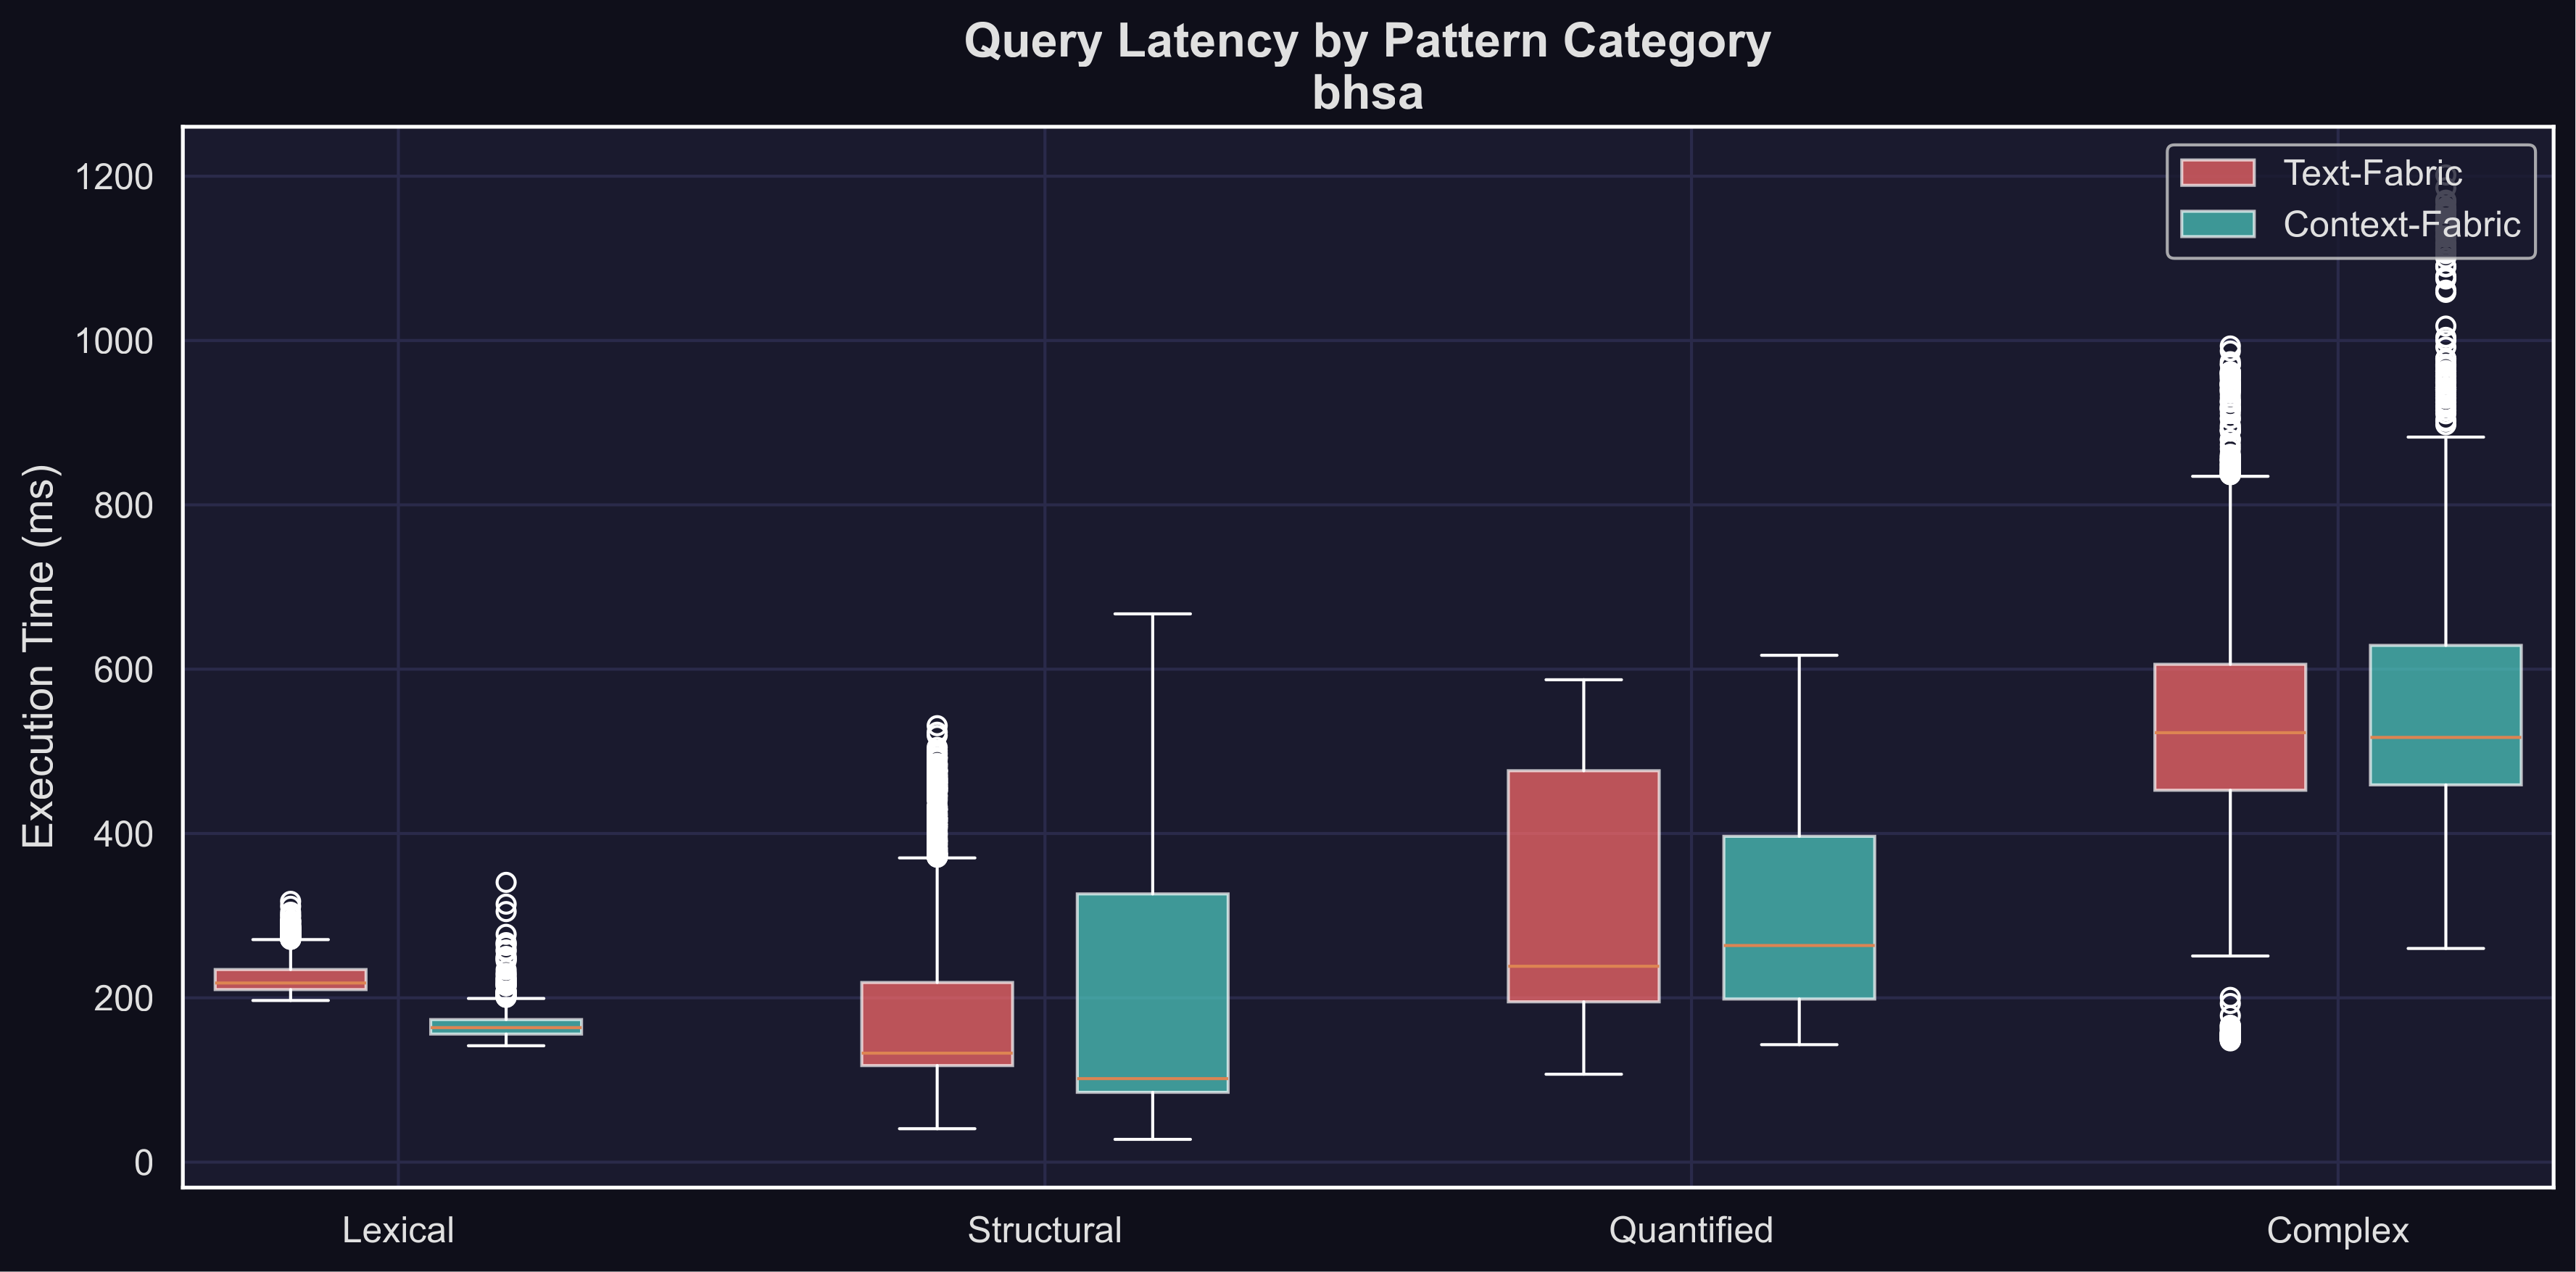 Query Latency by Pattern Category
bhsa
Execution Time (ms)
1200
1000
800
600
400
200
0
Text-Fabric
Context-Fabric
Lexical
Structural
Quantified
Complex